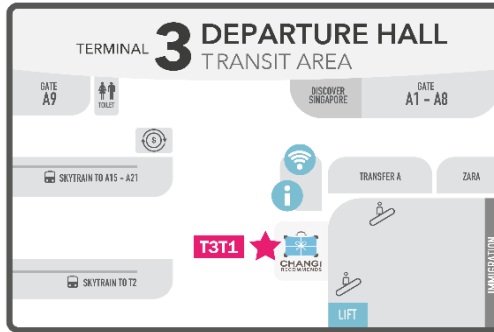 TERMINAL 3 DEPARTURE HALL
TRANSIT AREA
GATE
A9
TOILET
DISCOVER
SINGAPORE
GATE
A1 - A8
$
SKYTRAIN TO A15 - A21
TRANSFER A
ZARA
i
T3T1
CHANGI
RECOMMENDS
IMMIGRATION
SKYTRAIN TO T2
LIFT